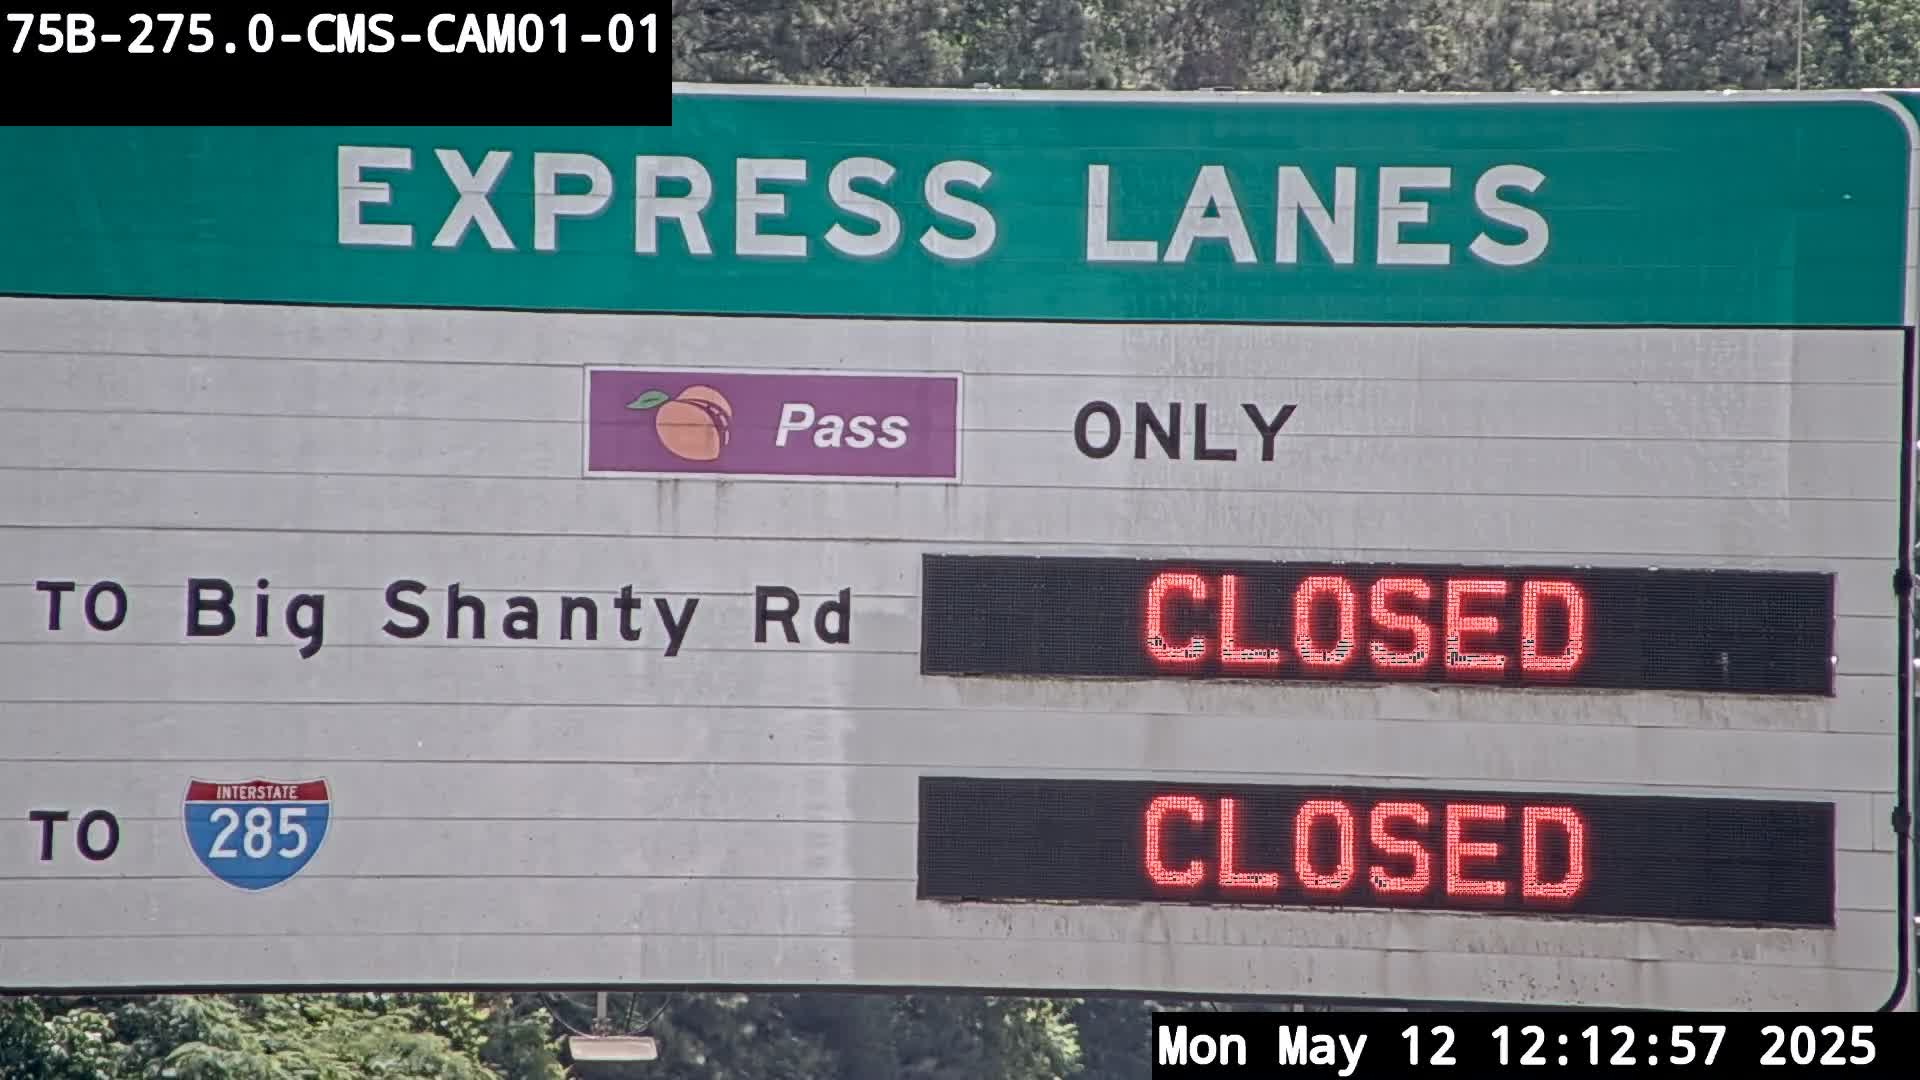 75B-275.0-CMS-CAM01-01
EXPRESS LANES
Pass ONLY
TO Big Shanty Rd CLOSED
INTERSTATE
TO 285 CLOSED
Mon May 12 12:12:57 2025